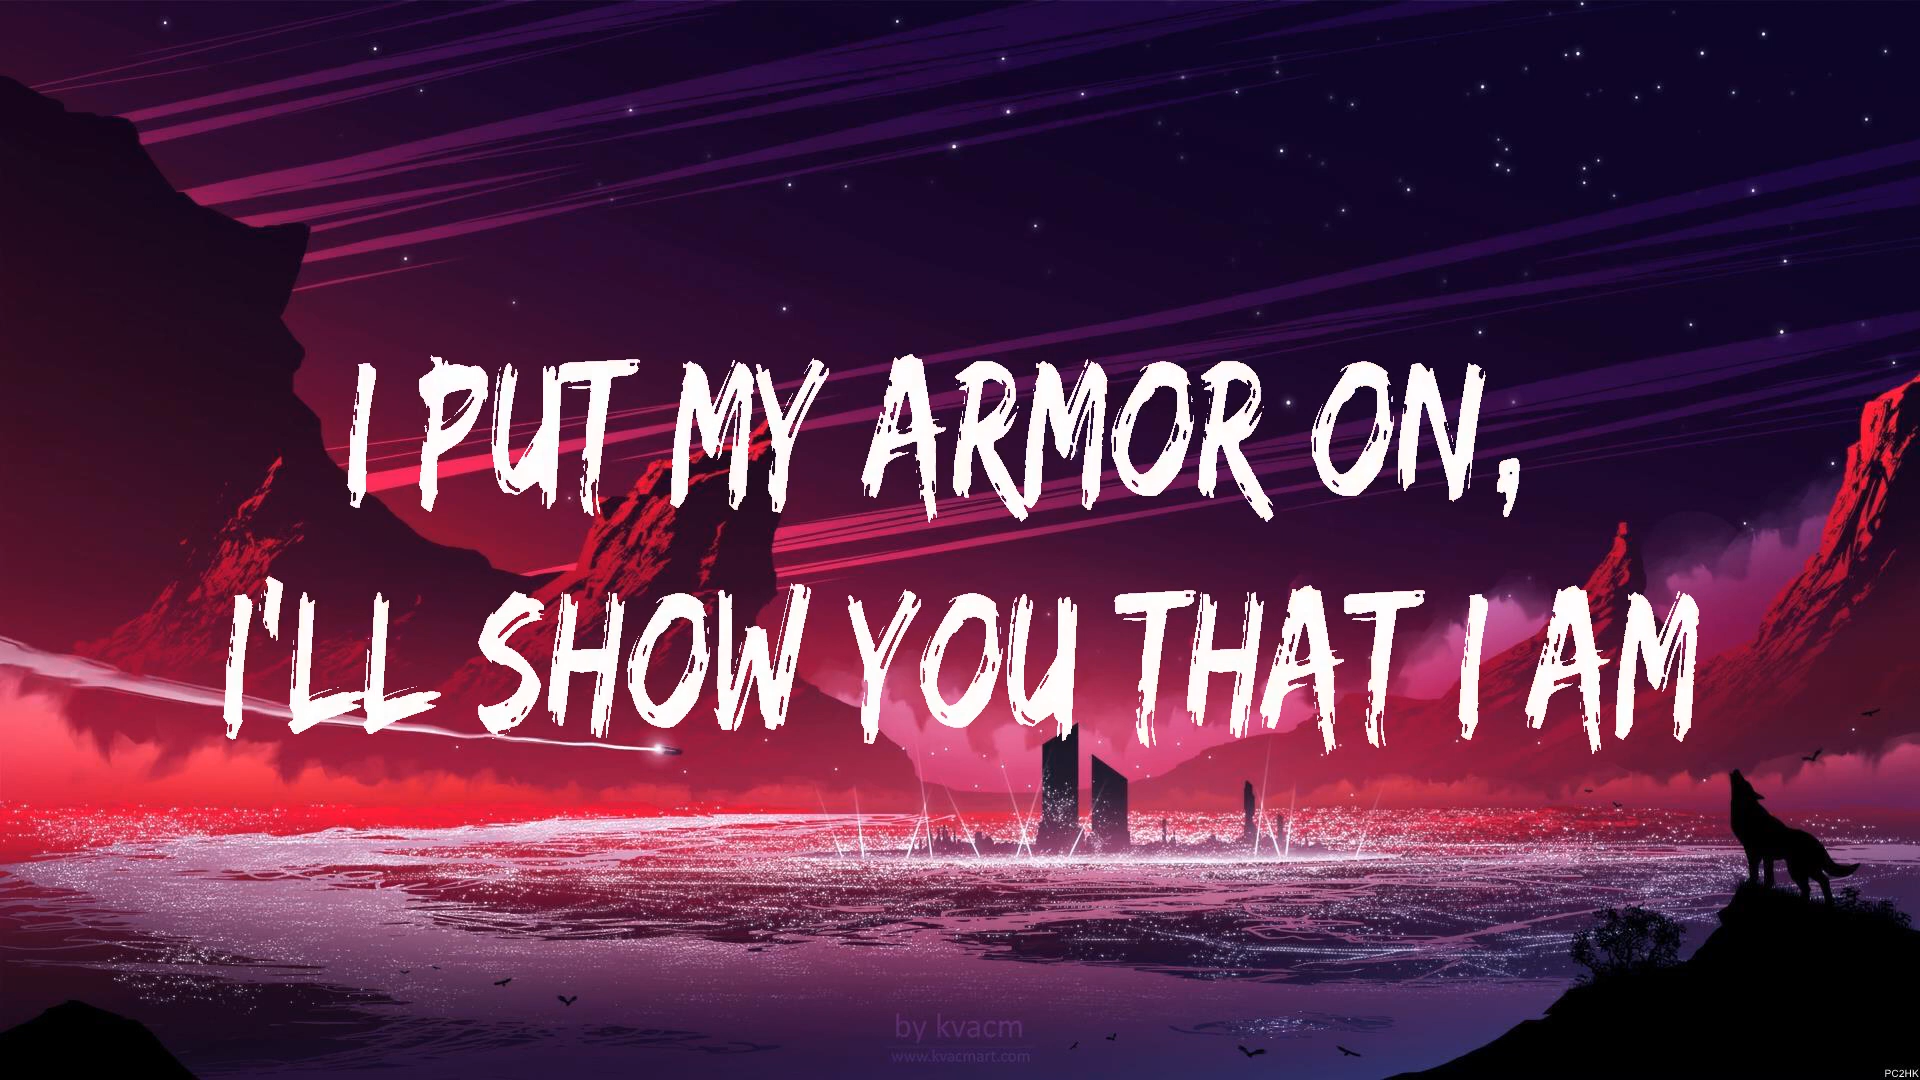 I PUT MY ARMOR ON,
I'LL SHOW YOU THAT I AM
by kvacm
www.kvacmart.com
PC2HK